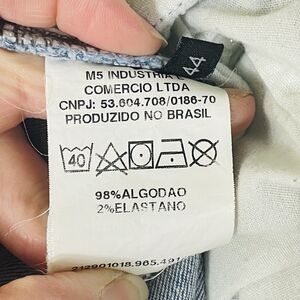 44
M5 INDUSTRIA E
COMERCIO LTDA
CNPJ: 53.604.708/0186-70
PRODUZIDO NO BRASIL
40
98%ALGODAO
2%ELASTANO